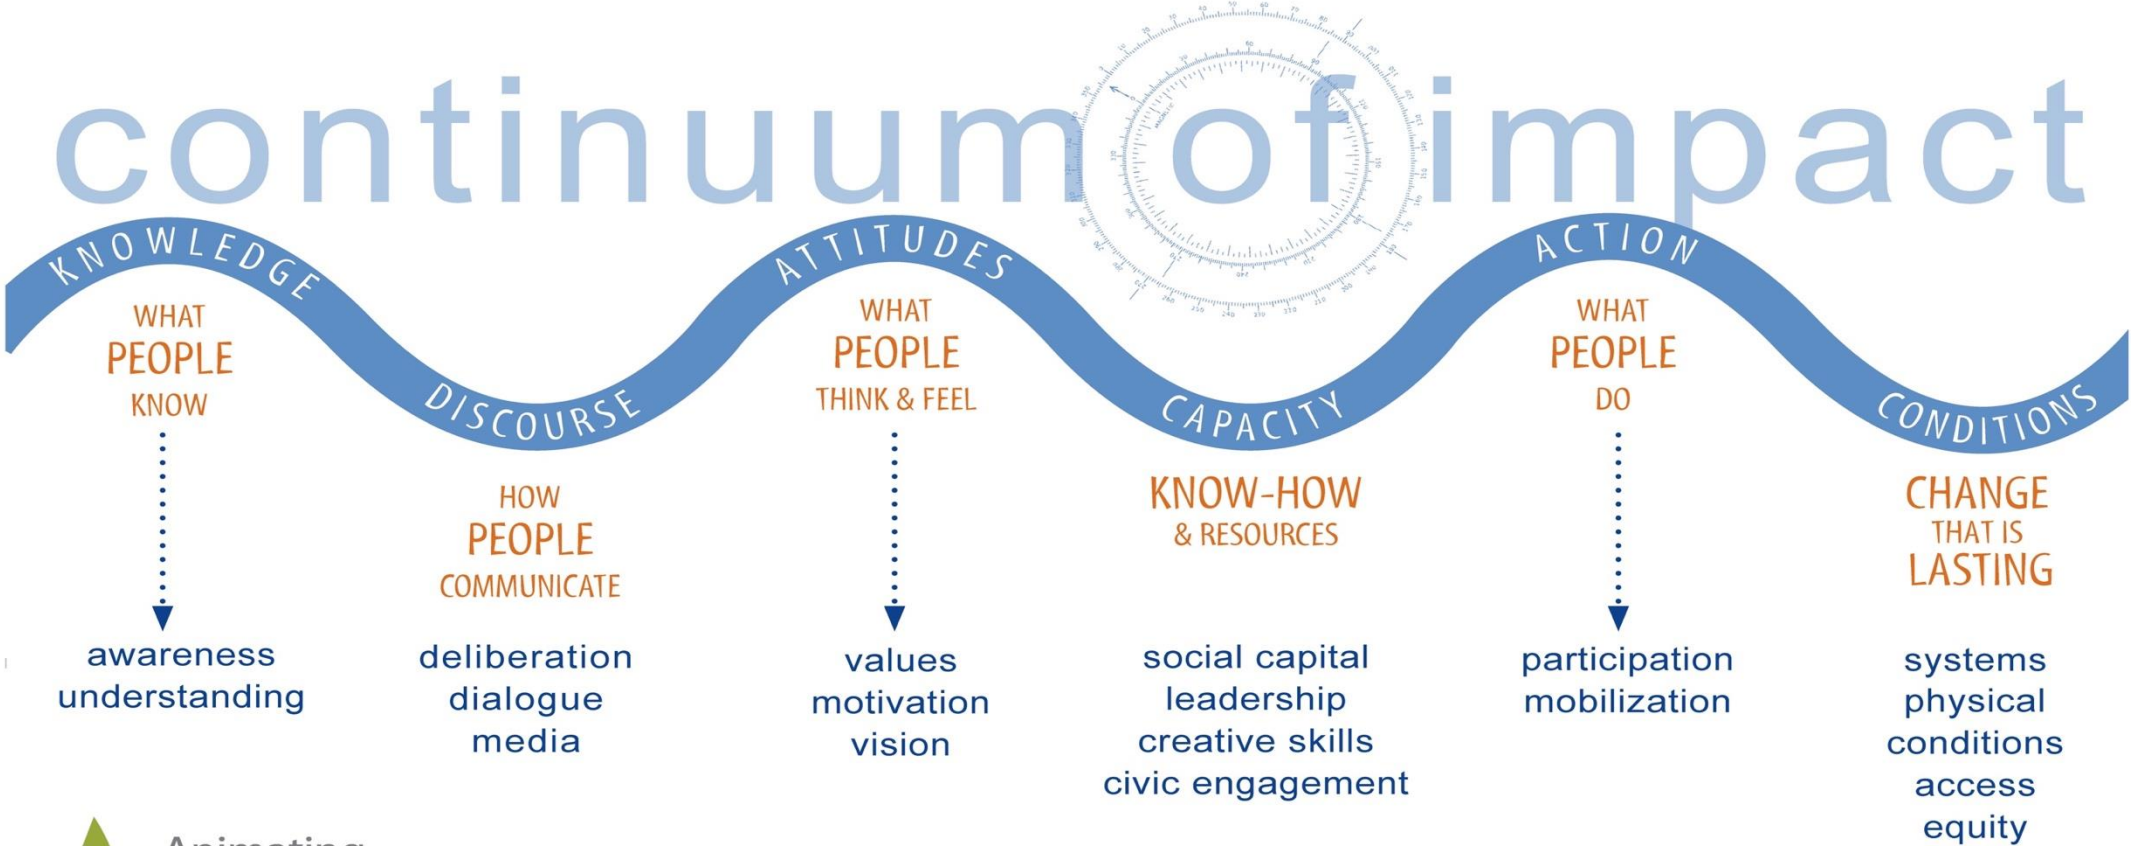 continuum of impact
KNOWLEDGE
WHAT
PEOPLE
KNOW
awareness
understanding
DISCOURSE
HOW
PEOPLE
COMMUNICATE
deliberation
dialogue
media
ATTITUDES
WHAT
PEOPLE
THINK & FEEL
values
motivation
vision
CAPACITY
KNOW-HOW
& RESOURCES
social capital
leadership
creative skills
civic engagement
ACTION
WHAT
PEOPLE
DO
participation
mobilization
CONDITIONS
CHANGE
THAT IS
LASTING
systems
physical
conditions
access
equity
Animating